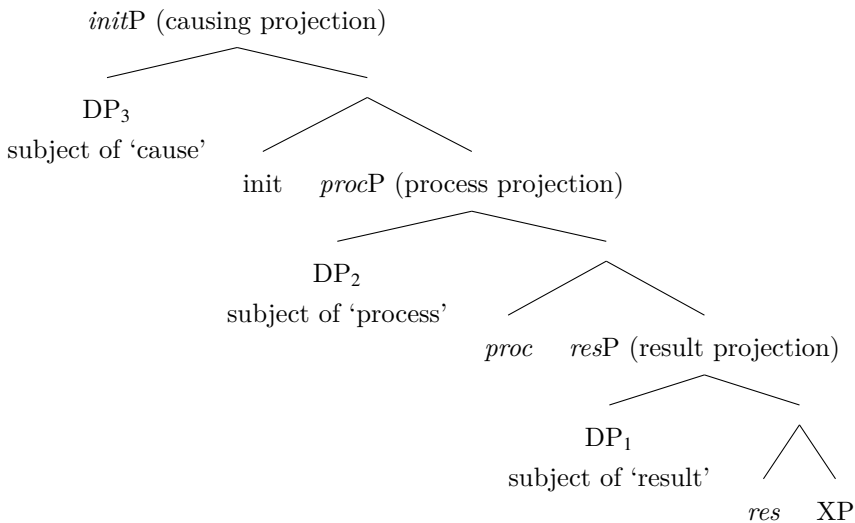 initP (causing projection)
DP₃
subject of ‘cause’
init procP (process projection)
DP₂
subject of ‘process’
proc resP (result projection)
DP₁
subject of ‘result’
res XP